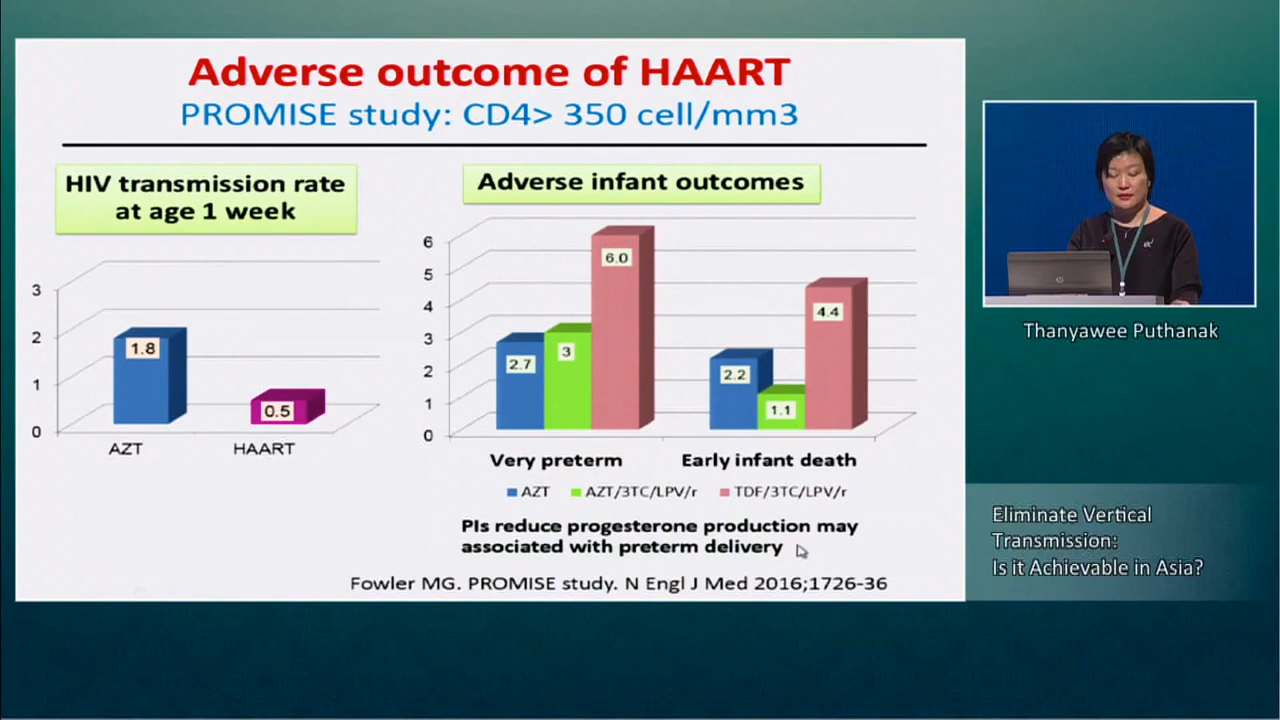 Adverse outcome of HAART
PROMISE study: CD4> 350 cell/mm3
HIV transmission rate
at age 1 week
3
2
1
0
1.8
0.5
AZT
HAART
Adverse infant outcomes
6
5
4
3
2
1
0
2.7
3
6.0
2.2
1.1
4.4
Very preterm
Early infant death
AZT
AZT/3TC/LPV/r
TDF/3TC/LPV/r
PIs reduce progesterone production may
associated with preterm delivery
Fowler MG. PROMISE study. N Engl J Med 2016;1726-36
Thanyawee Puthanak
Eliminate Vertical
Transmission:
Is it Achievable in Asia?